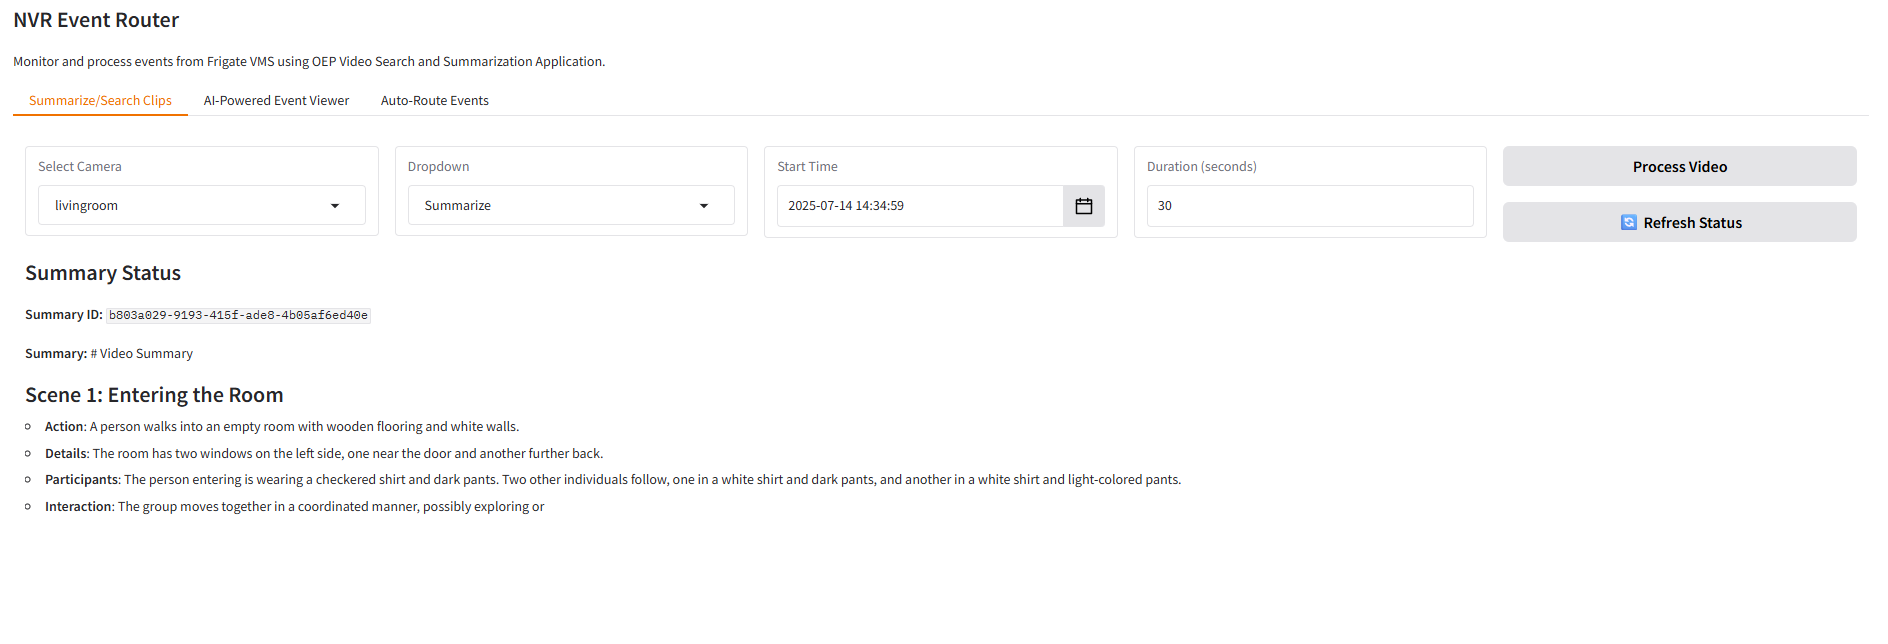 NVR Event Router
Monitor and process events from Frigate VMS using OEP Video Search and Summarization Application.
Summarize/Search Clips AI-Powered Event Viewer Auto-Route Events
Select Camera Dropdown Start Time Duration (seconds) Process Video
livingroom Summarize 2025-07-14 14:34:59 30
Refresh Status
Summary Status
Summary ID: b803a029-9193-415f-ade8-4b05af6ed40e
Summary: # Video Summary
Scene 1: Entering the Room
Action: A person walks into an empty room with wooden flooring and white walls.
Details: The room has two windows on the left side, one near the door and another further back.
Participants: The person entering is wearing a checkered shirt and dark pants. Two other individuals follow, one in a white shirt and dark pants, and another in a white shirt and light-colored pants.
Interaction: The group moves together in a coordinated manner, possibly exploring or